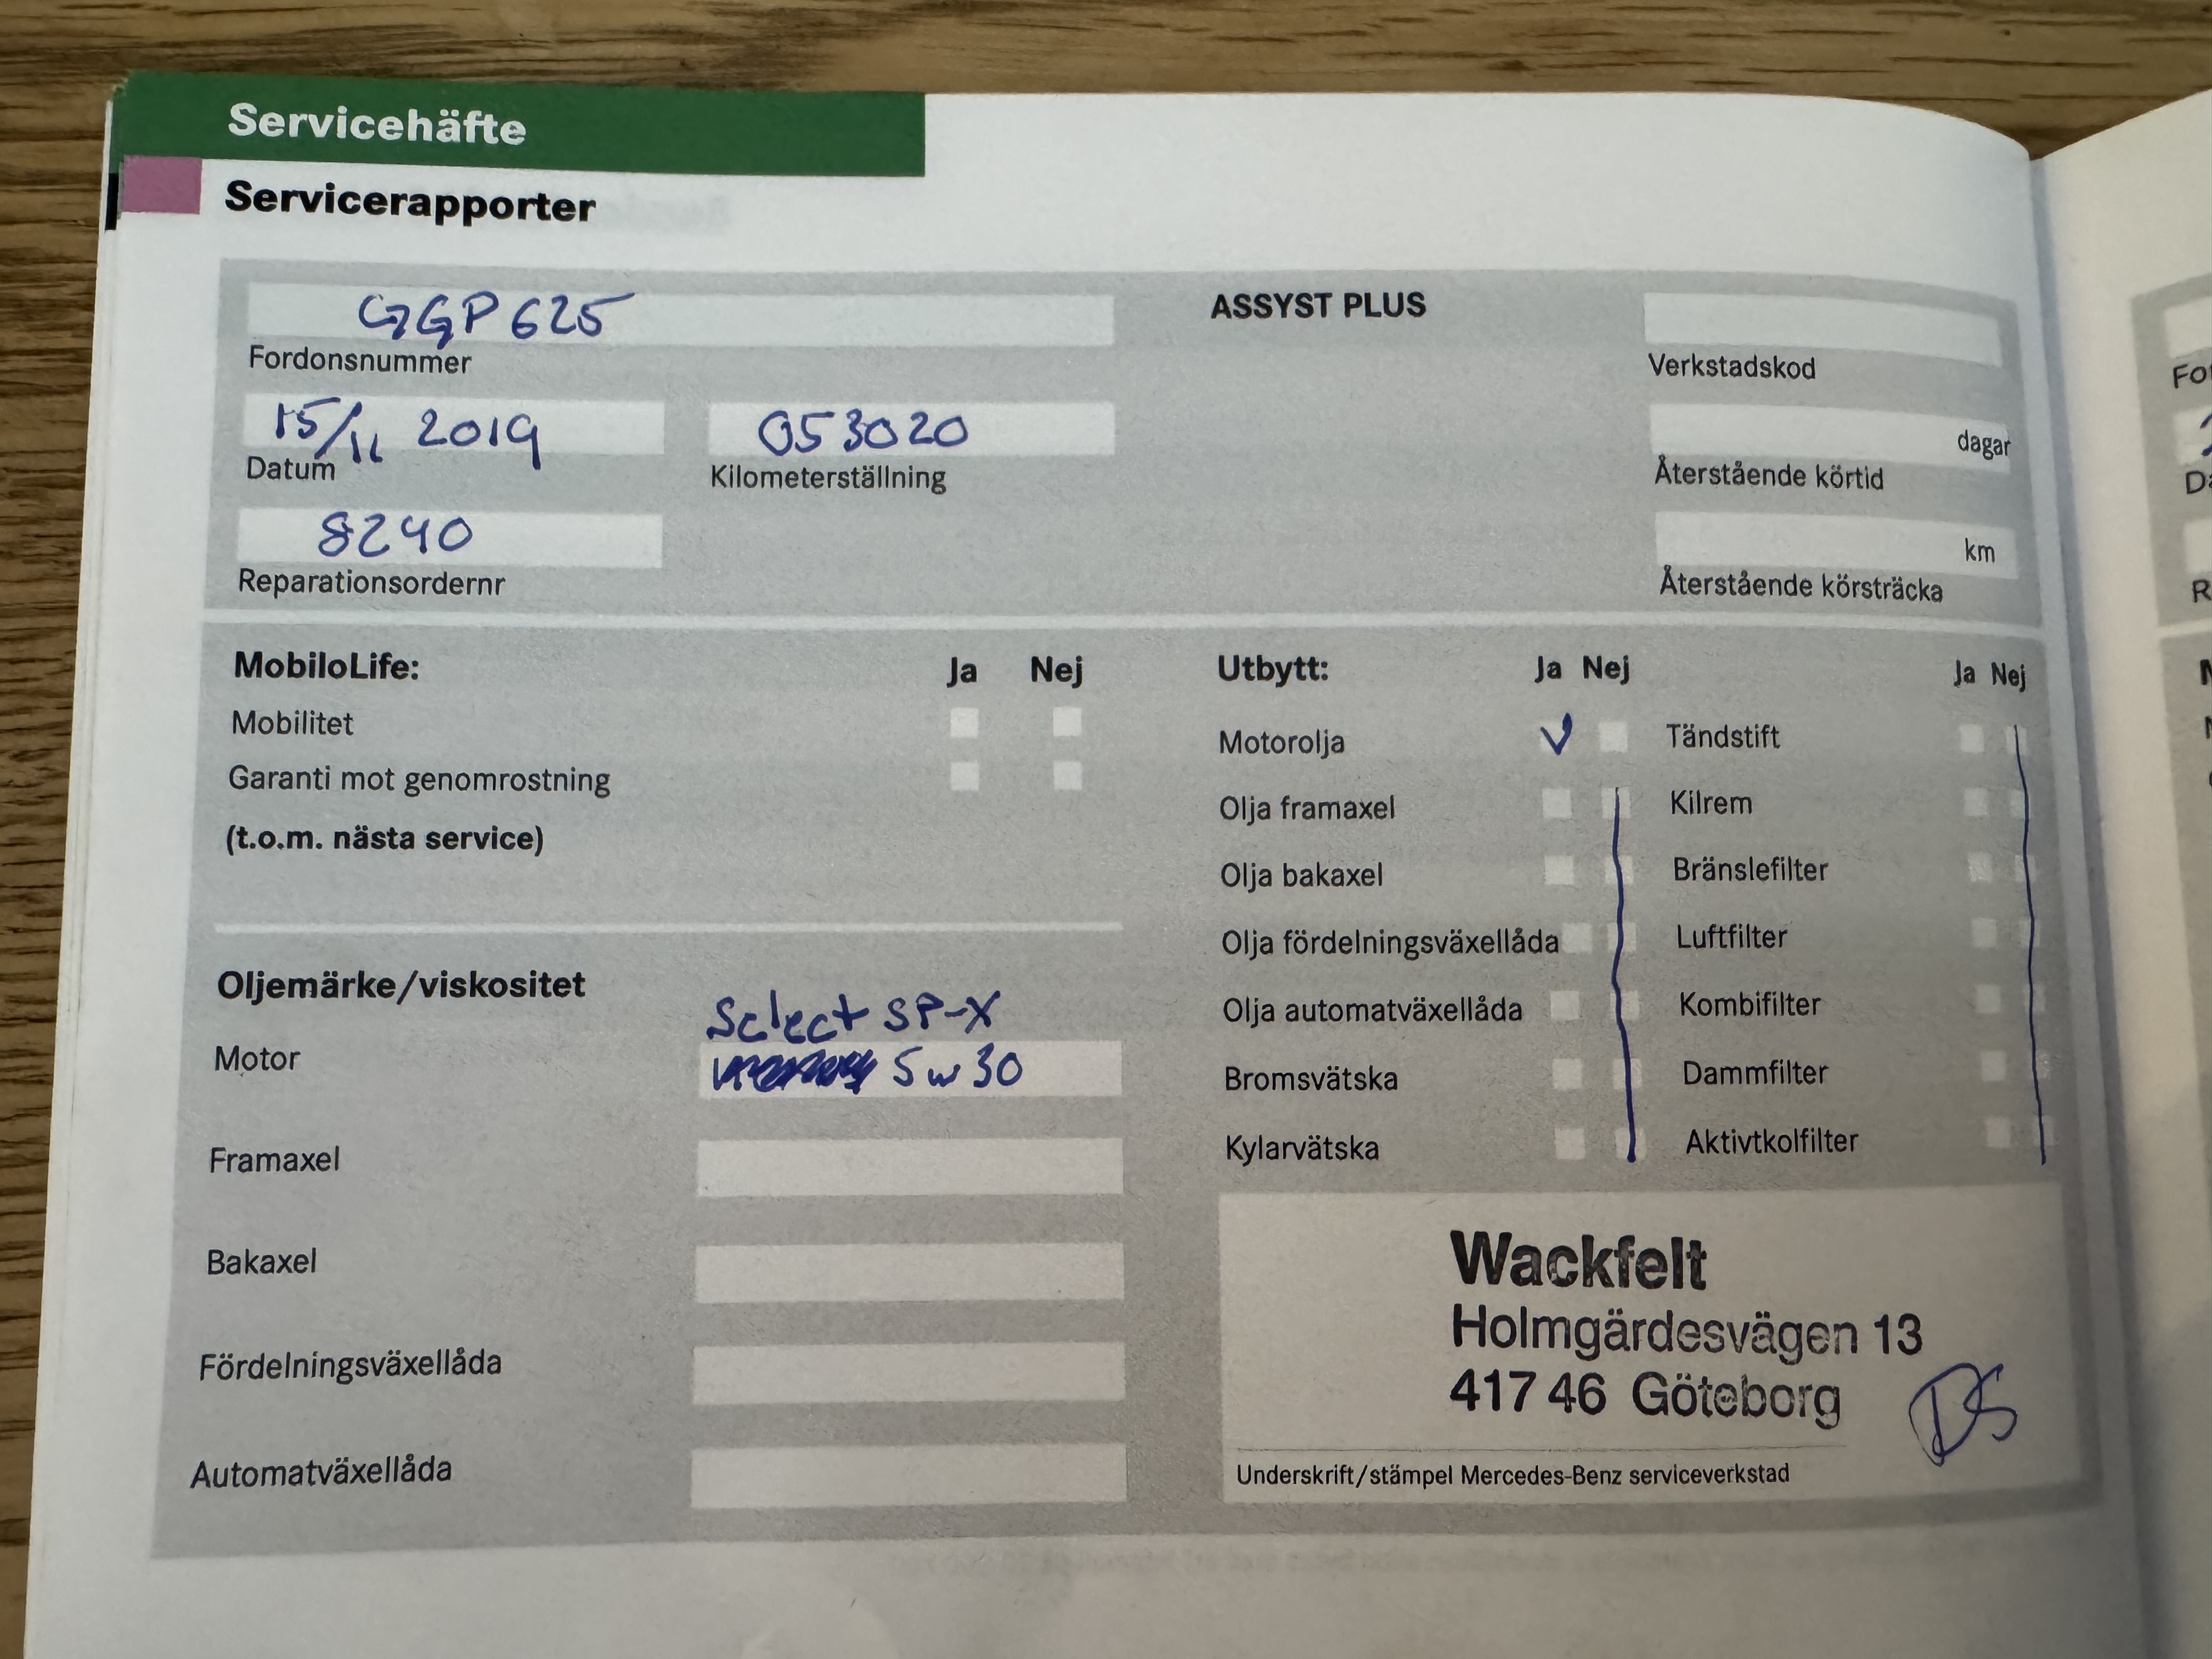 Servicehäfte
Servicerapporter
GGP 625
Fordonsnummer
15/11 2019
Datum
053020
Kilometerställning
8240
Reparationsordernr
ASSYST PLUS
Verkstadskod
dagar
Återstående körtid
km
Återstående körsträcka
MobiloLife: Ja Nej
Mobilitet
Garanti mot genomrostning
(t.o.m. nästa service)
Oljemärke/viskositet
Select SP-X
Motor 5w30
Framaxel
Bakaxel
Fördelningsväxellåda
Automatväxellåda
Utbytt: Ja Nej Ja Nej
Motorolja Tändstift
Olja framaxel Kilrem
Olja bakaxel Bränslefilter
Olja fördelningsväxellåda Luftfilter
Olja automatväxellåda Kombifilter
Bromsvätska Dammfilter
Kylarvätska Aktivtkolfilter
Wackfelt
Holmgärdesvägen 13
417 46 Göteborg
DS
Underskrift/stämpel Mercedes-Benz serviceverkstad